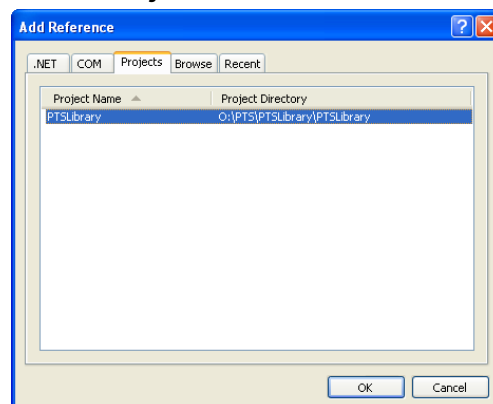 Add Reference
.NET COM Projects Browse Recent
Project Name Project Directory
PTSLibrary O:\PTS\PTSLibrary\PTSLibrary
OK Cancel